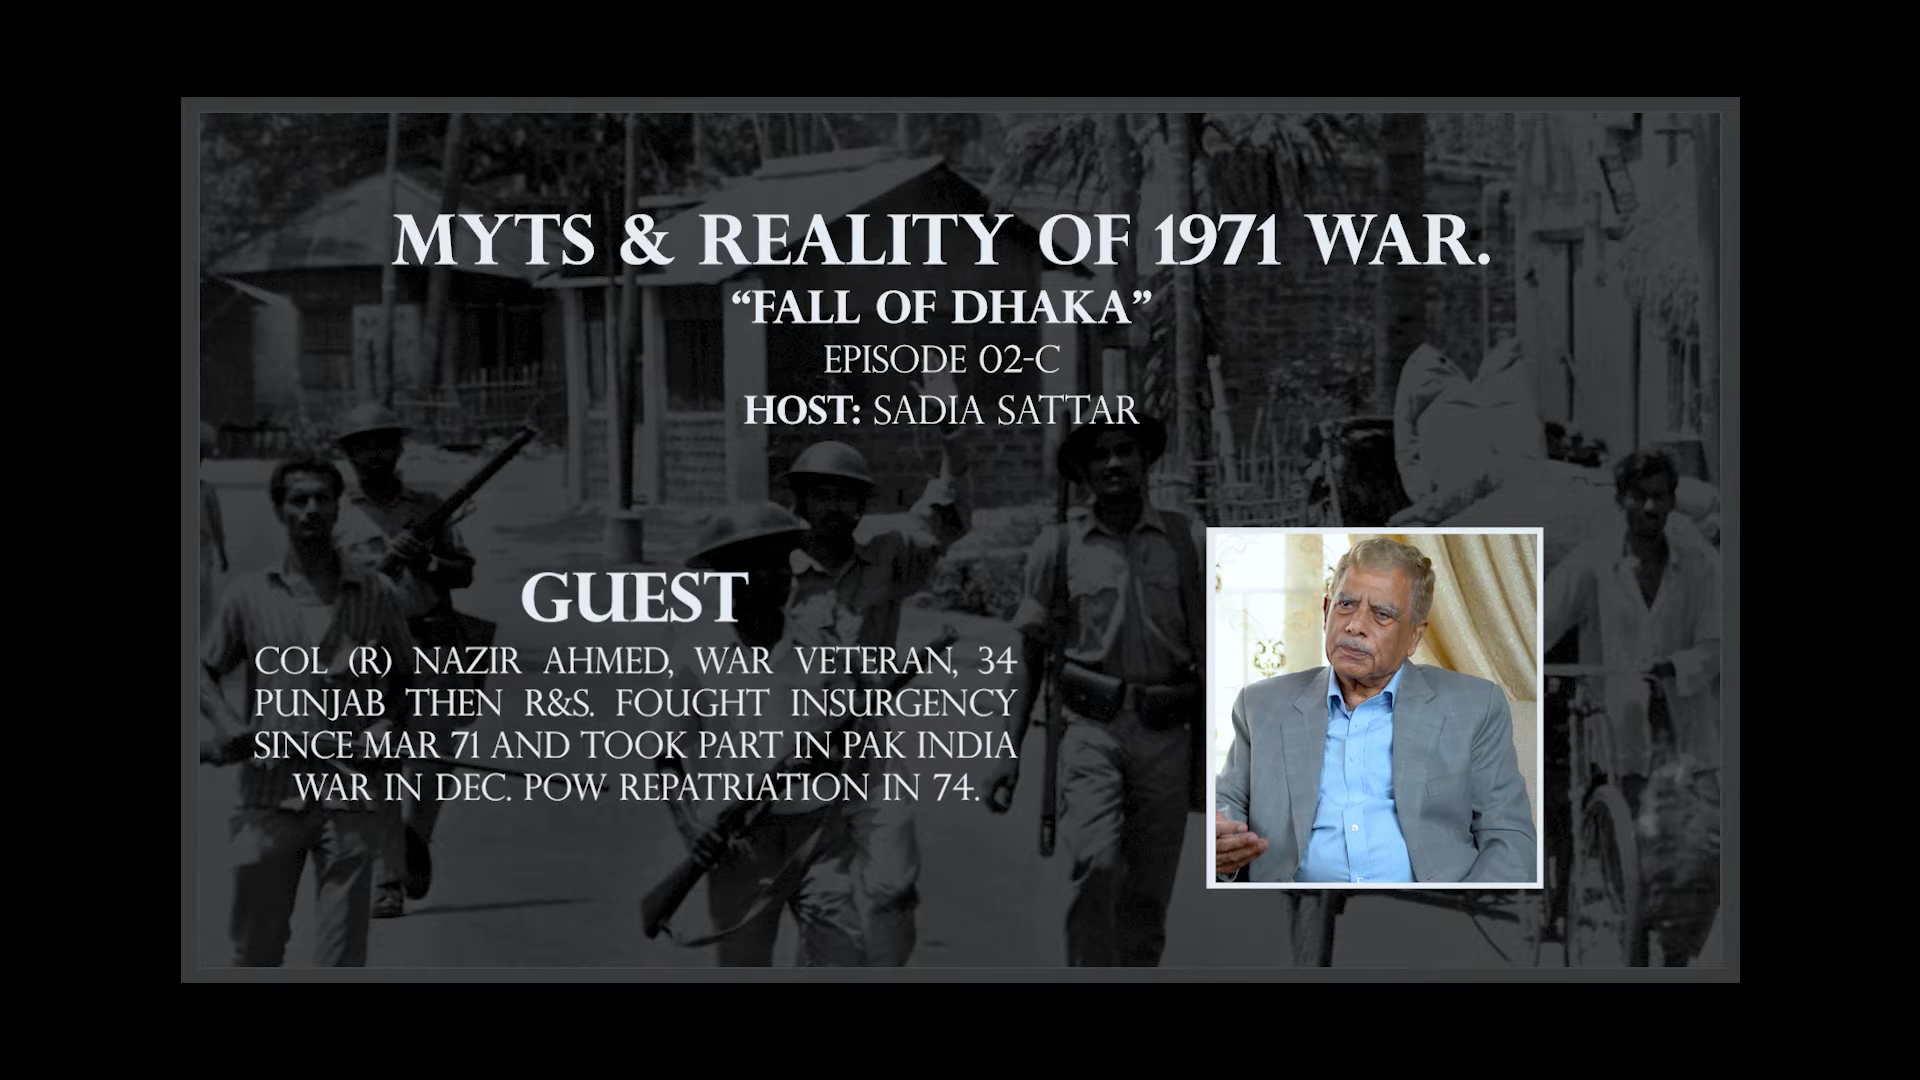 MYTS & REALITY OF 1971 WAR.
“FALL OF DHAKA”
EPISODE 02-C
HOST: SADIA SATTAR
GUEST
COL (R) NAZIR AHMED, WAR VETERAN, 34
PUNJAB THEN R&S. FOUGHT INSURGENCY
SINCE MAR 71 AND TOOK PART IN PAK INDIA
WAR IN DEC. POW REPATRIATION IN 74.